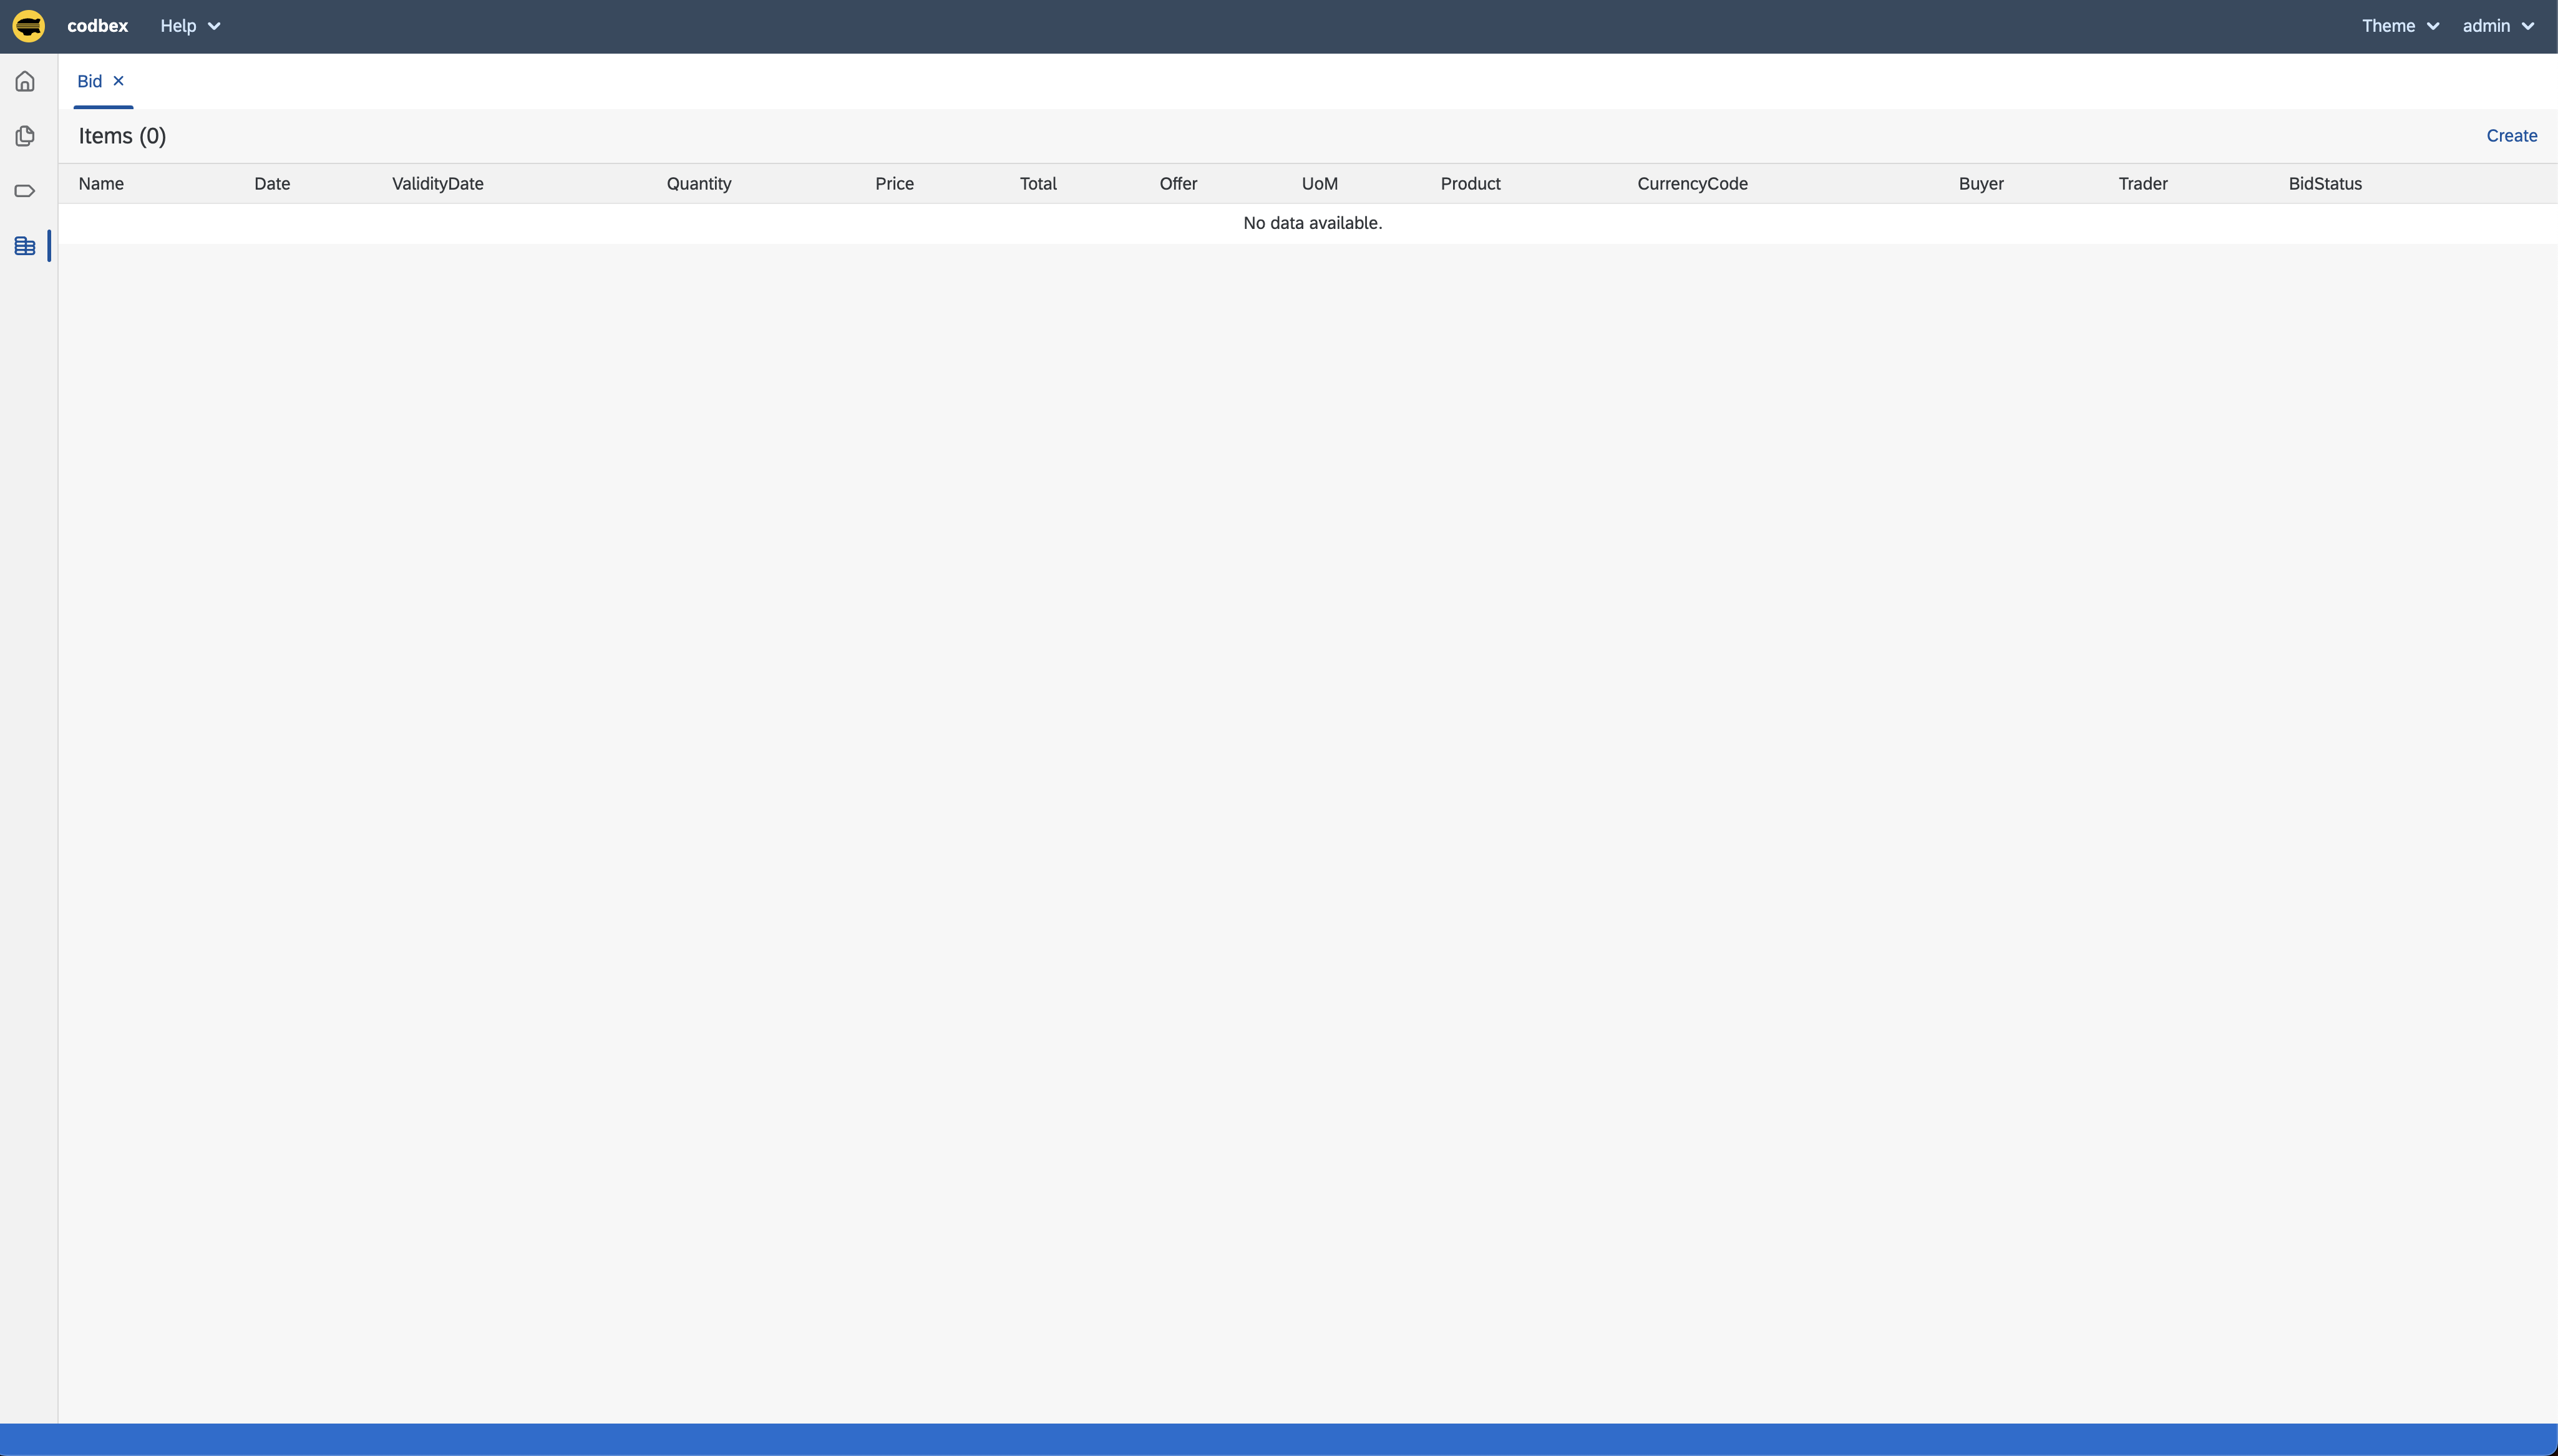 codbex Help Theme admin
Bid
Items (0) Create
Name Date ValidityDate Quantity Price Total Offer UoM Product CurrencyCode Buyer Trader BidStatus
No data available.